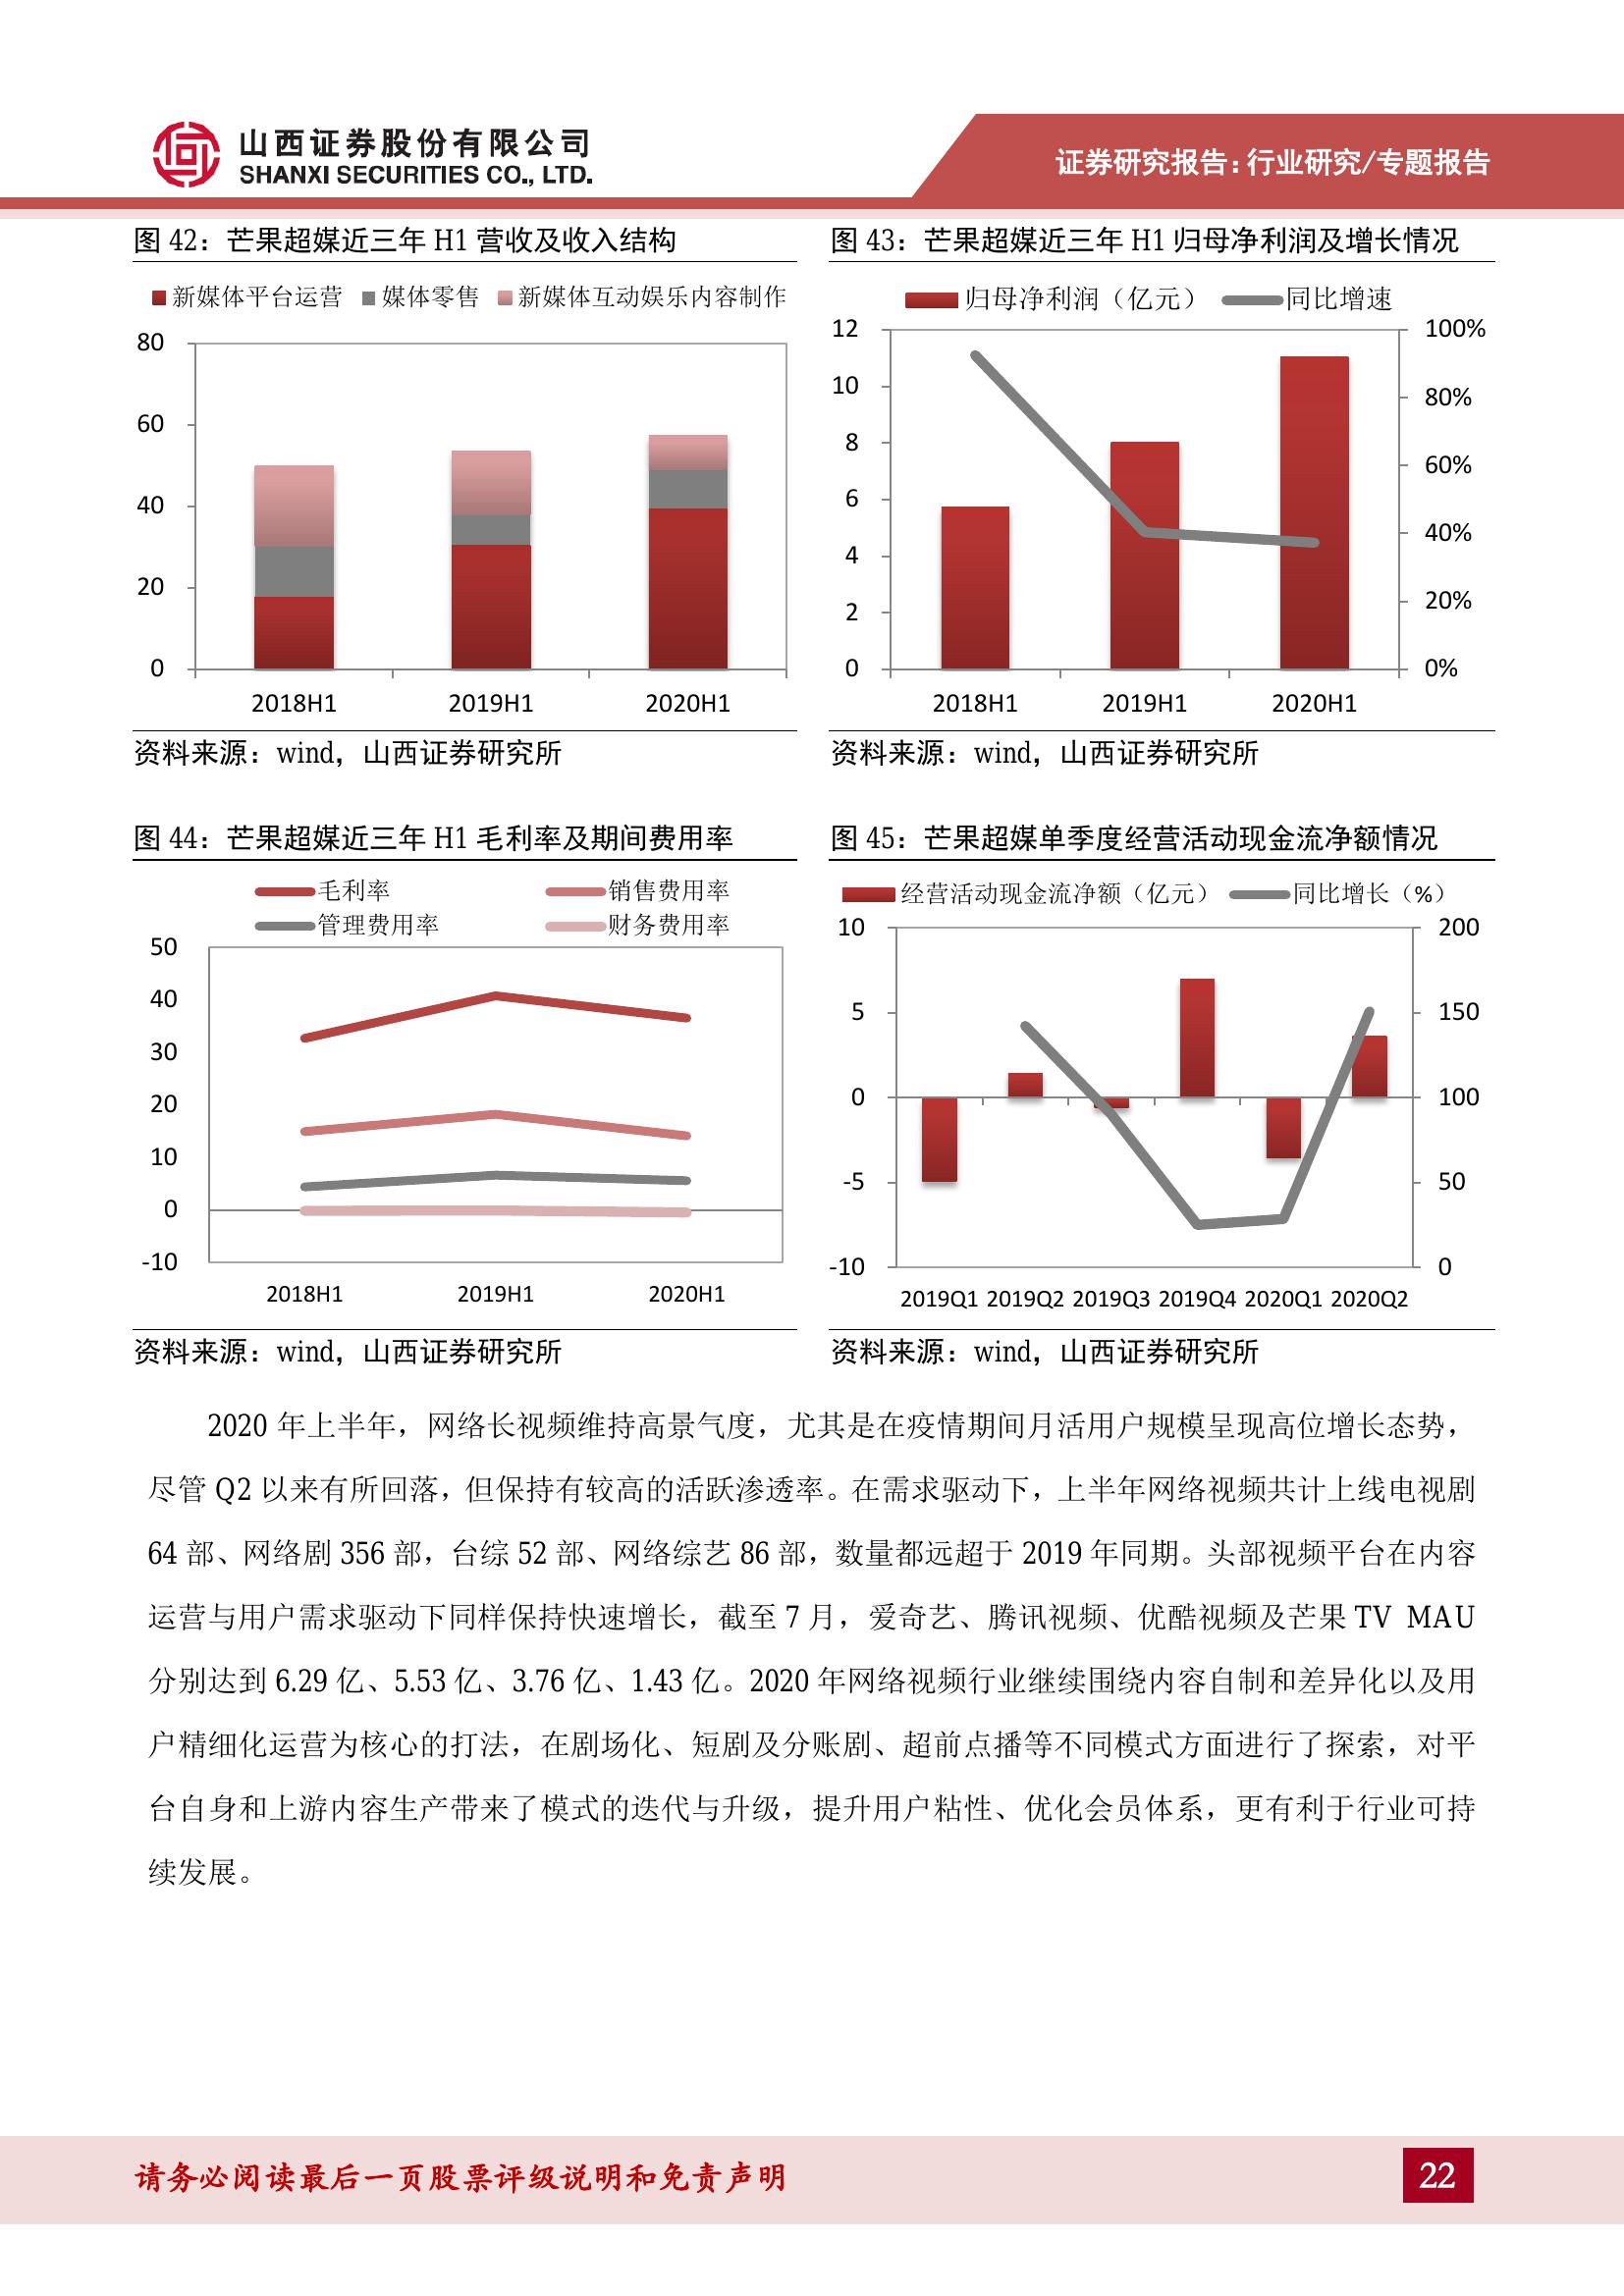 山西证券股份有限公司
SHANXI SECURITIES CO., LTD.
证券研究报告：行业研究/专题报告
图 42：芒果超媒近三年 H1 营收及收入结构
新媒体平台运营 媒体零售 新媒体互动娱乐内容制作
80
60
40
20
0
2018H1 2019H1 2020H1
资料来源：wind，山西证券研究所
图 43：芒果超媒近三年 H1 归母净利润及增长情况
归母净利润（亿元） 同比增速
12 100%
10 80%
8 60%
6 40%
4 20%
2 0%
0
2018H1 2019H1 2020H1
资料来源：wind，山西证券研究所
图 44：芒果超媒近三年 H1 毛利率及期间费用率
毛利率 销售费用率
管理费用率 财务费用率
50
40
30
20
10
0
-10
2018H1 2019H1 2020H1
资料来源：wind，山西证券研究所
图 45：芒果超媒单季度经营活动现金流净额情况
经营活动现金流净额（亿元） 同比增长（%）
10 200
5 150
0 100
-5 50
-10 0
2019Q1 2019Q2 2019Q3 2019Q4 2020Q1 2020Q2
资料来源：wind，山西证券研究所
2020 年上半年，网络长视频维持高景气度，尤其是在疫情期间月活用户规模呈现高位增长态势，
尽管 Q2 以来有所回落，但保持有较高的活跃渗透率。在需求驱动下，上半年网络视频共计上线电视剧
64 部、网络剧 356 部，台综 52 部、网络综艺 86 部，数量都远超于 2019 年同期。头部视频平台在内容
运营与用户需求驱动下同样保持快速增长，截至 7 月，爱奇艺、腾讯视频、优酷视频及芒果 TV MAU
分别达到 6.29 亿、5.53 亿、3.76 亿、1.43 亿。2020 年网络视频行业继续围绕内容自制和差异化以及用
户精细化运营为核心的打法，在剧场化、短剧及分账剧、超前点播等不同模式方面进行了探索，对平
台自身和上游内容生产带来了模式的迭代与升级，提升用户粘性、优化会员体系，更有利于行业可持
续发展。
请务必阅读最后一页股票评级说明和免责声明
22